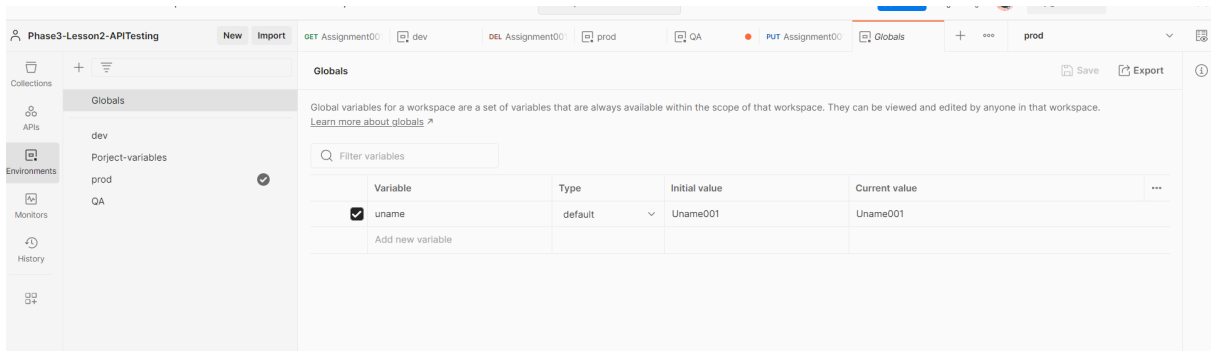 Phase3-Lesson2-APITesting New Import GET Assignment00 dev DEL Assignment00 prod QA PUT Assignment00 Globals prod
Collections
APIs
Environments
Monitors
History
Globals
dev
Porject-variables
prod
QA
Globals Save Export
Global variables for a workspace are a set of variables that are always available within the scope of that workspace. They can be viewed and edited by anyone in that workspace.
Learn more about globals
Filter variables
Variable Type Initial value Current value
uname default Uname001 Uname001
Add new variable